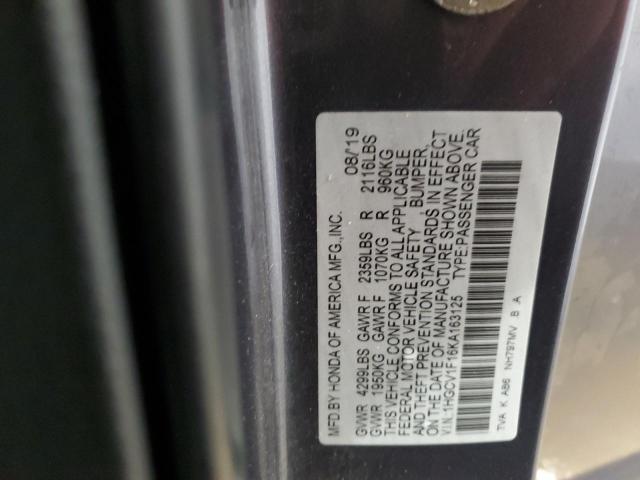 MFD.BY HONDA OF AMERICA MFG.,INC. 08/19
GVWR 4299LBS GAWR F 2359LBS R 2116LBS
GVWR 1950KG GAWR F 1070KG R 960KG
THIS VEHICLE CONFORMS TO ALL APPLICABLE
FEDERAL MOTOR VEHICLE SAFETY , BUMPER,
AND THEFT PREVENTION STANDARDS IN EFFECT
ON THE DATE OF MANUFACTURE SHOWN ABOVE.
V.I.N.:1HGCV1F16KA163125 TYPE:PASSENGER CAR
TVA K AB6 NH797MV B .A